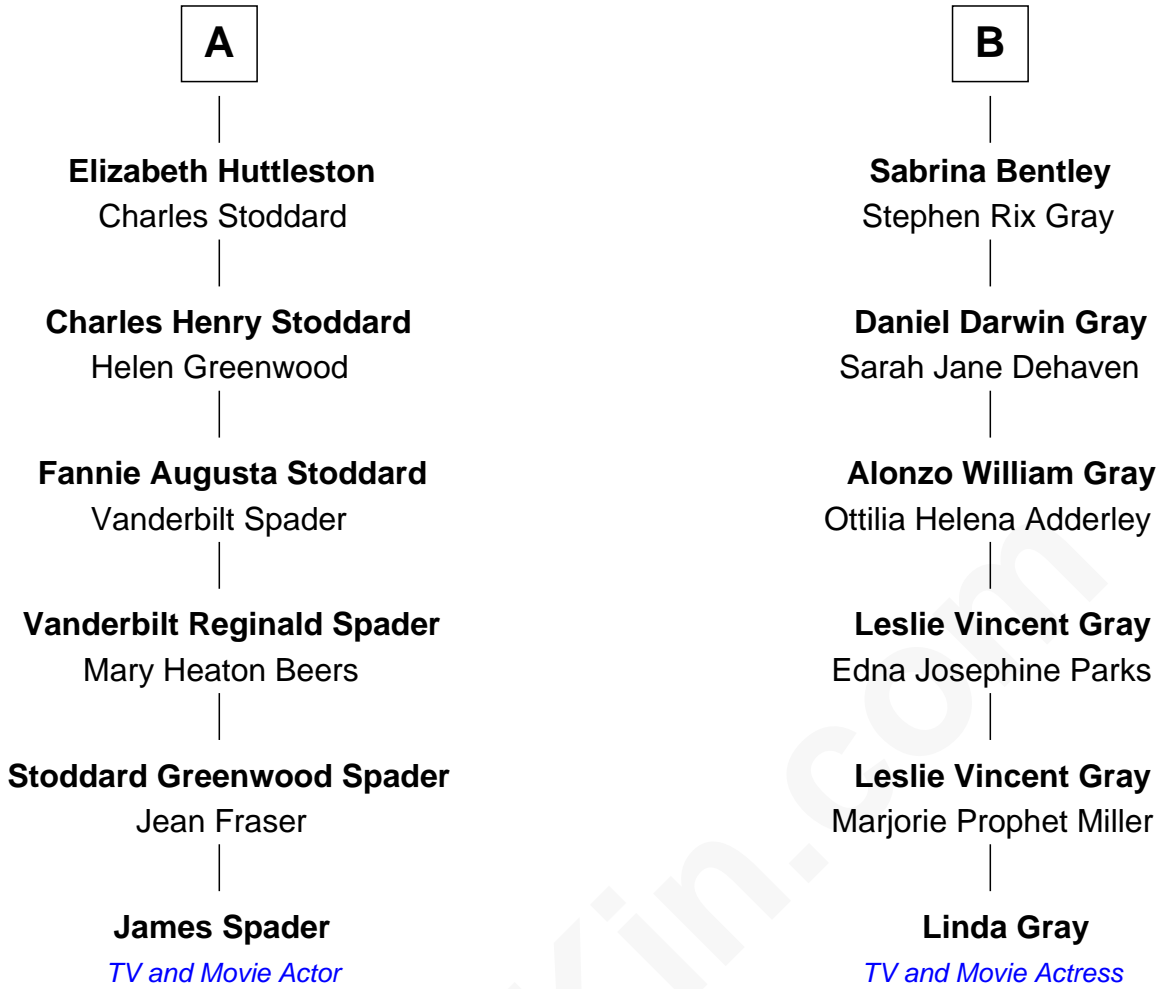 A
Elizabeth Huttleston
Charles Stoddard
Charles Henry Stoddard
Helen Greenwood
Fannie Augusta Stoddard
Vanderbilt Spader
Vanderbilt Reginald Spader
Mary Heaton Beers
Stoddard Greenwood Spader
Jean Fraser
James Spader
TV and Movie Actor
B
Sabrina Bentley
Stephen Rix Gray
Daniel Darwin Gray
Sarah Jane Dehaven
Alonzo William Gray
Ottilia Helena Adderley
Leslie Vincent Gray
Edna Josephine Parks
Leslie Vincent Gray
Marjorie Prophet Miller
Linda Gray
TV and Movie Actress
Kin.com